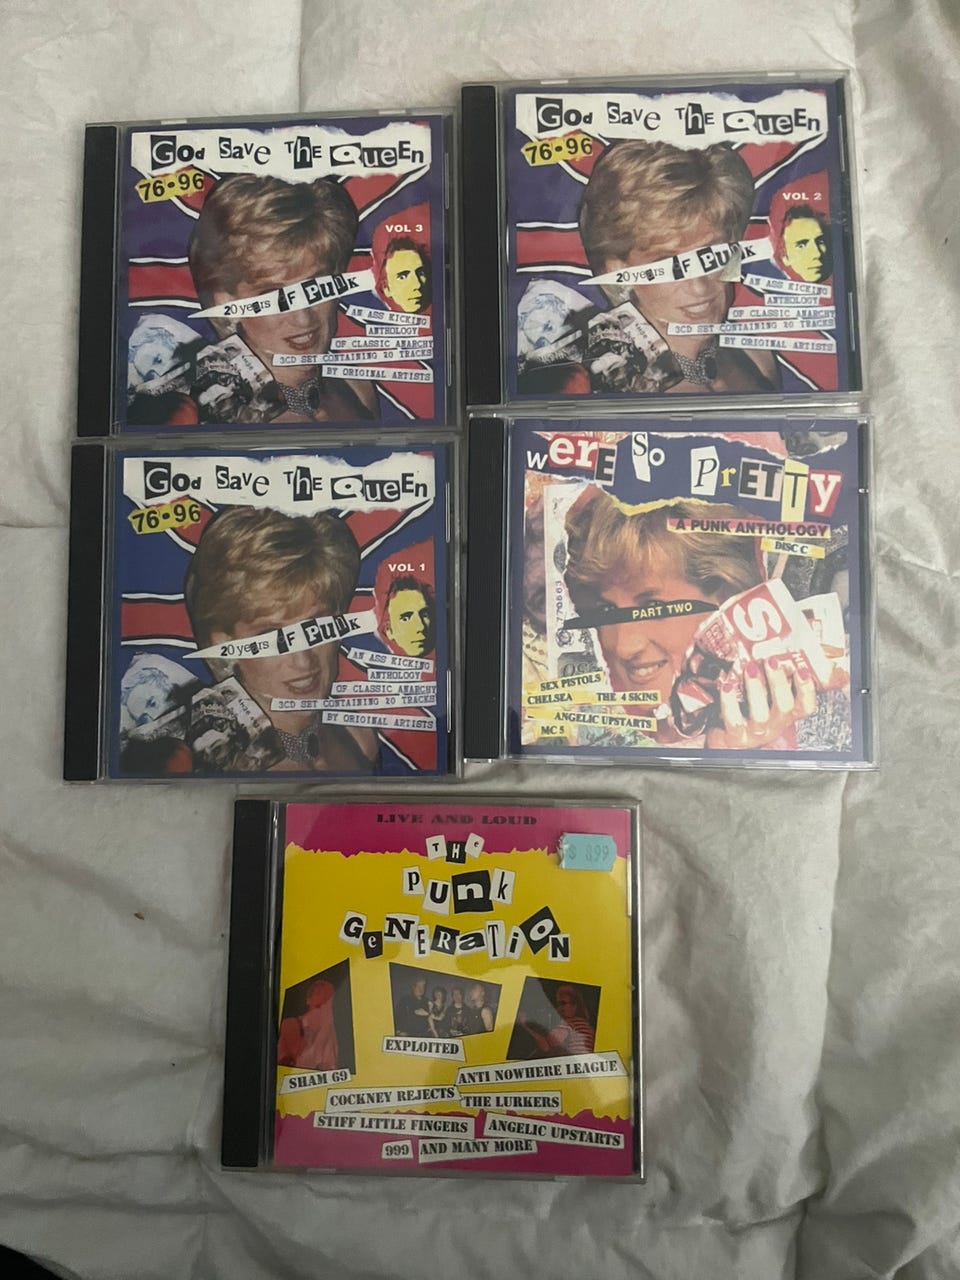 God Save The Queen
76•96
VOL 3
20 years of Punk
AN ASS KICKING
ANTHOLOGY
OF CLASSIC ANARCHY
3CD SET CONTAINING 20 TRACKS
BY ORIGINAL ARTISTS
God Save The Queen
76•96
VOL 2
20 years of Punk
AN ASS KICKING
ANTHOLOGY
OF CLASSIC ANARCHY
3CD SET CONTAINING 20 TRACKS
BY ORIGINAL ARTISTS
God Save The Queen
76•96
VOL 1
20 years of Punk
AN ASS KICKING
ANTHOLOGY
OF CLASSIC ANARCHY
3CD SET CONTAINING 20 TRACKS
BY ORIGINAL ARTISTS
wErE So PrETTy
A PUNK ANTHOLOGY
DISC C
PART TWO
SEX PISTOLS
CHELSEA THE 4 SKINS
ANGELIC UPSTARTS
MC 5
LIVE AND LOUD
$ 8.99
THe
punk
GeNERaTiON
EXPLOITED
SHAM 69
ANTI NOWHERE LEAGUE
COCKNEY REJECTS THE LURKERS
STIFF LITTLE FINGERS ANGELIC UPSTARTS
999 AND MANY MORE